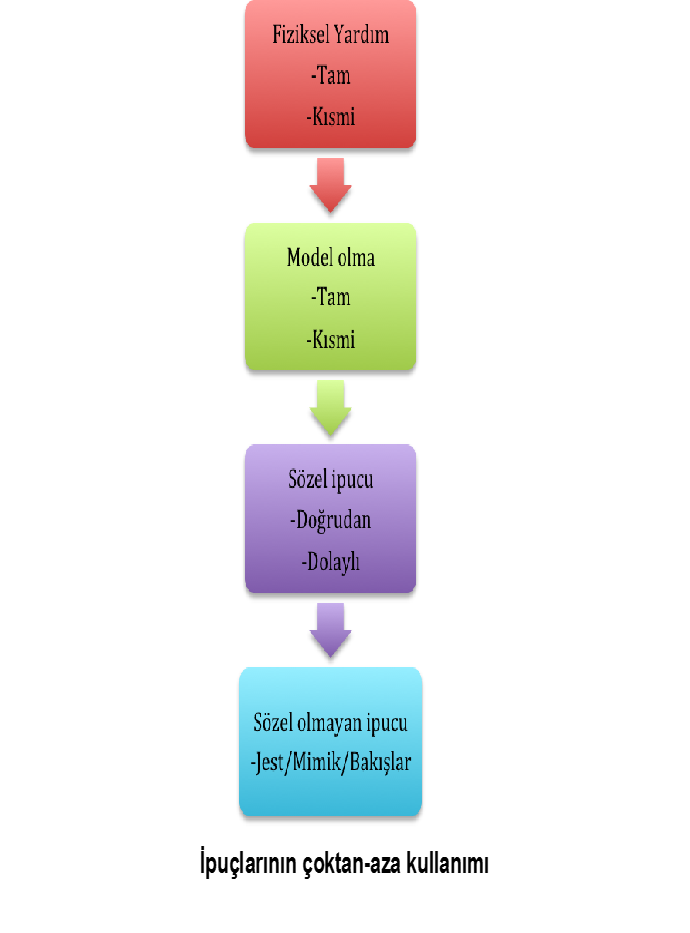 Fiziksel Yardım
-Tam
-Kısmi
Model olma
-Tam
-Kısmi
Sözel ipucu
-Doğrudan
-Dolaylı
Sözel olmayan ipucu
-Jest/Mimik/Bakışlar
İpuçlarının çoktan-aza kullanımı